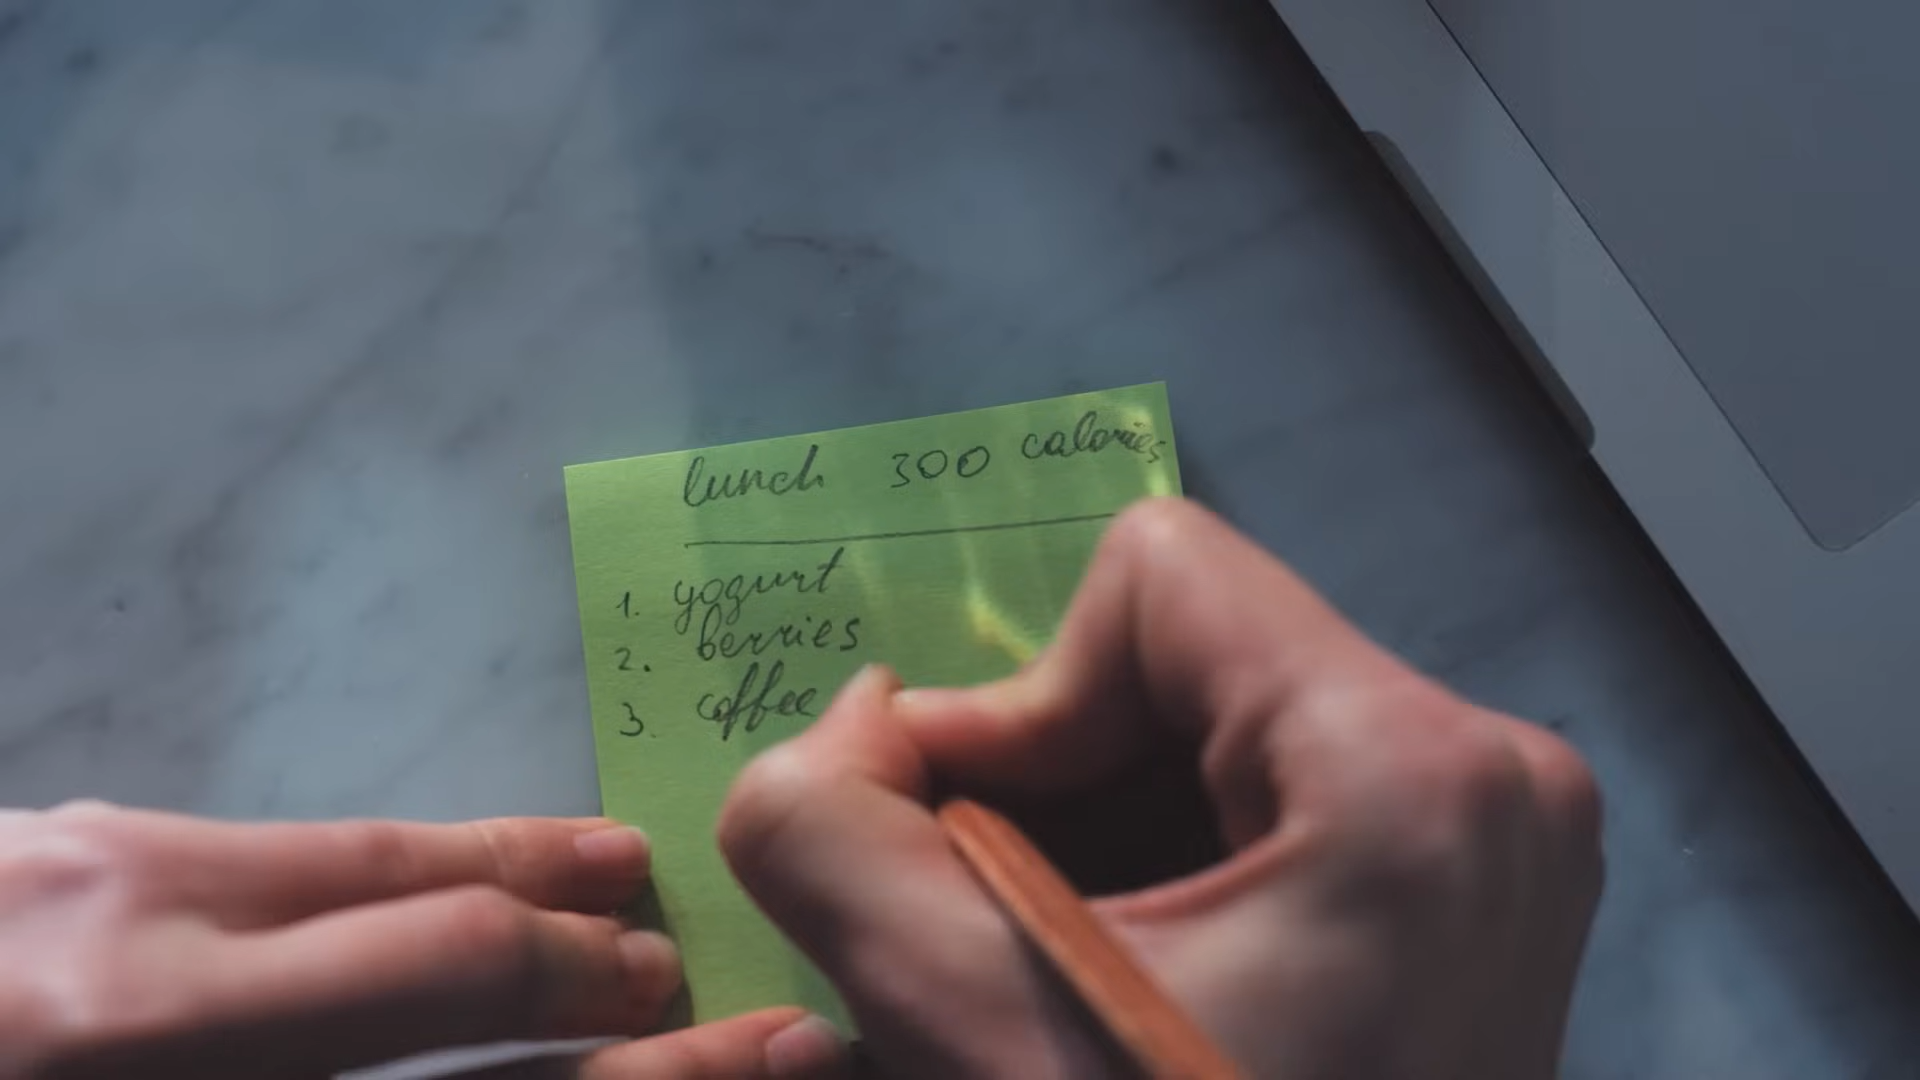 lunch 300 calories
1. yogurt
2. berries
3. coffee